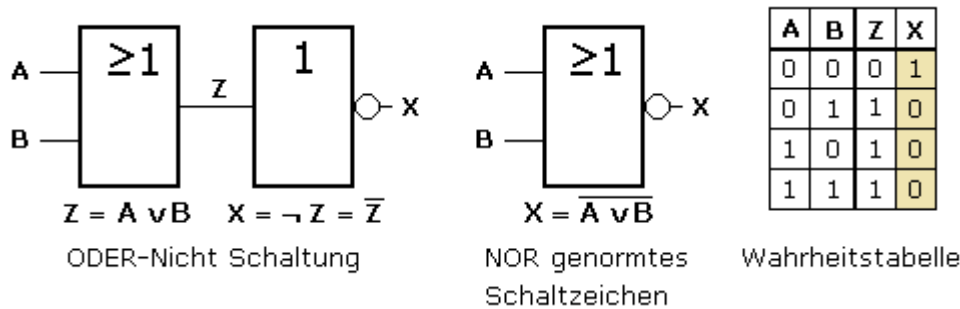 ≥1
1
A
B
Z
X
Z = A ∨ B
X = ¬ Z = Z̅
ODER-Nicht Schaltung
≥1
A
B
X
X = A̅ ̅∨̅ ̅B̅
NOR genormtes
Schaltzeichen
A B Z X
0 0 0 1
0 1 1 0
1 0 1 0
1 1 1 0
Wahrheitstabelle